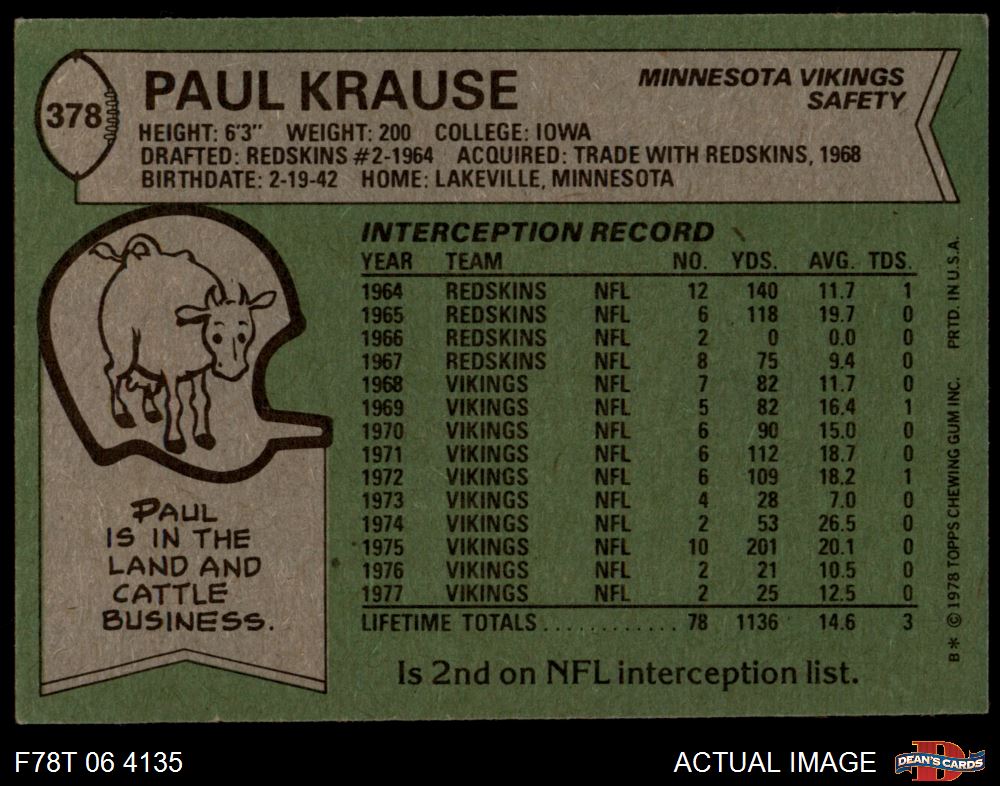 378
PAUL KRAUSE
MINNESOTA VIKINGS
SAFETY
HEIGHT: 6'3" WEIGHT: 200 COLLEGE: IOWA
DRAFTED: REDSKINS #2-1964 ACQUIRED: TRADE WITH REDSKINS, 1968
BIRTHDATE: 2-19-42 HOME: LAKEVILLE, MINNESOTA
INTERCEPTION RECORD
YEAR TEAM NO. YDS. AVG. TDS.
1964 REDSKINS NFL 12 140 11.7 1
1965 REDSKINS NFL 6 118 19.7 0
1966 REDSKINS NFL 2 0 0.0 0
1967 REDSKINS NFL 8 75 9.4 0
1968 VIKINGS NFL 7 82 11.7 0
1969 VIKINGS NFL 5 82 16.4 1
1970 VIKINGS NFL 6 90 15.0 0
1971 VIKINGS NFL 6 112 18.7 0
1972 VIKINGS NFL 6 109 18.2 1
1973 VIKINGS NFL 4 28 7.0 0
1974 VIKINGS NFL 2 53 26.5 0
1975 VIKINGS NFL 10 201 20.1 0
1976 VIKINGS NFL 2 21 10.5 0
1977 VIKINGS NFL 2 25 12.5 0
LIFETIME TOTALS............ 78 1136 14.6 3
Is 2nd on NFL interception list.
PAUL
IS IN THE
LAND AND
CATTLE
BUSINESS.
B* © 1978 TOPPS CHEWING GUM INC. PRTD. IN U.S.A.
F78T 06 4135
ACTUAL IMAGE
D
DEAN'S CARDS